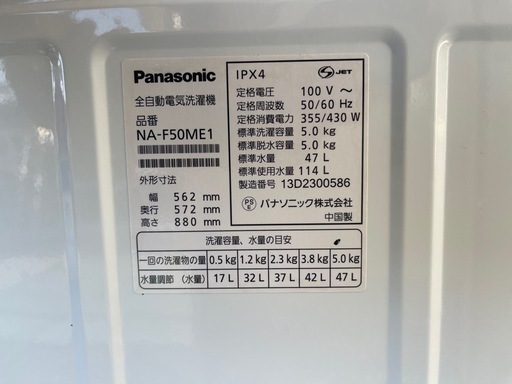 Panasonic
全自動電気洗濯機
品番
NA-F50ME1
外形寸法
幅 562 mm
奥行 572 mm
高さ 880 mm
IPX4
S JET
定格電圧 100 V ～
定格周波数 50/60 Hz
定格消費電力 355/430 W
標準洗濯容量 5.0 kg
標準脱水容量 5.0 kg
標準水量 47 L
標準使用水量 114 L
製造番号 13D2300586
PS E パナソニック株式会社
中国製
洗濯容量、水量の目安
一回の洗濯物の量 0.5 kg 1.2 kg 2.3 kg 3.8 kg 5.0 kg
水量調節 (水量) 17 L 32 L 37 L 42 L 47 L